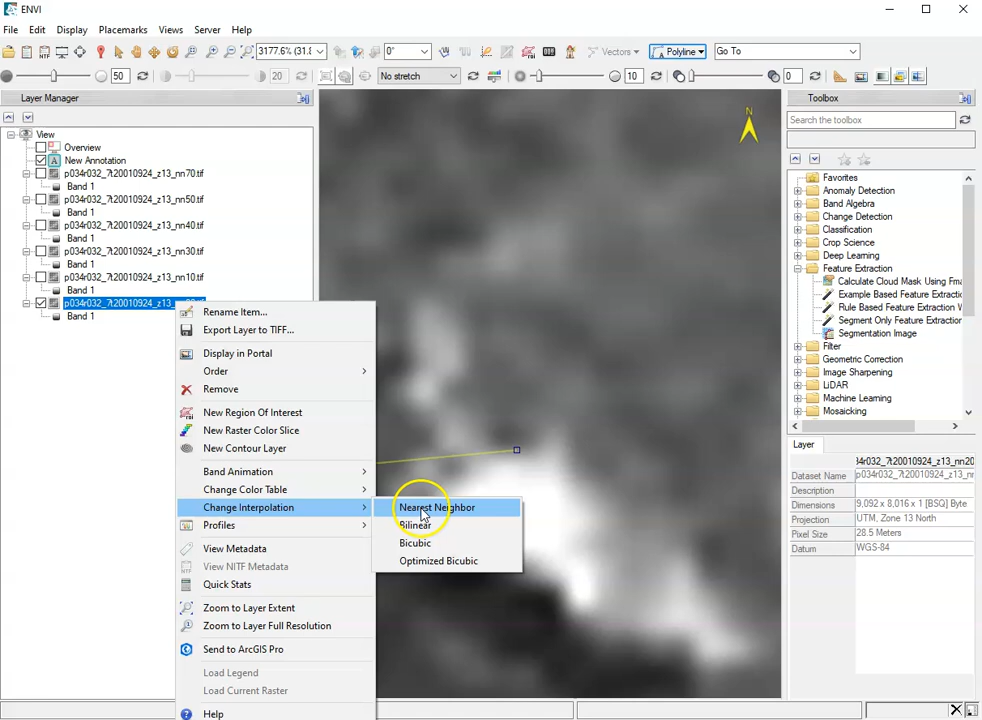 ENVI
File Edit Display Placemarks Views Server Help
3177.6% (31.8 0° Vectors Polyline Go To
50 20 No stretch 10 0
Layer Manager
View
Overview
New Annotation
p034r032_7t20010924_z13_nn70.tif
Band 1
p034r032_7t20010924_z13_nn50.tif
Band 1
p034r032_7t20010924_z13_nn40.tif
Band 1
p034r032_7t20010924_z13_nn30.tif
Band 1
p034r032_7t20010924_z13_nn10.tif
Band 1
p034r032_7t20010924_z13_
Band 1
Rename Item...
Export Layer to TIFF...
Display in Portal
Order
Remove
New Region Of Interest
New Raster Color Slice
New Contour Layer
Band Animation
Change Color Table
Change Interpolation
Profiles
View Metadata
View NITF Metadata
Quick Stats
Zoom to Layer Extent
Zoom to Layer Full Resolution
Send to ArcGIS Pro
Load Legend
Load Current Raster
Help
Nearest Neighbor
Bilinear
Bicubic
Optimized Bicubic
N
Toolbox
Search the toolbox
Favorites
Anomaly Detection
Band Algebra
Change Detection
Classification
Crop Science
Deep Learning
Feature Extraction
Calculate Cloud Mask Using Fma
Example Based Feature Extractio
Rule Based Feature Extraction W
Segment Only Feature Extraction
Segmentation Image
Filter
Geometric Correction
Image Sharpening
LiDAR
Machine Learning
Mosaicking
Layer
34r032_7t20010924_z13_nn20
Dataset Name p034r032_7t20010924_z13_n
Description
Dimensions 9,092 x 8,016 x 1 [BSQ] Byte
Projection UTM, Zone 13 North
Pixel Size 28.5 Meters
Datum WGS-84